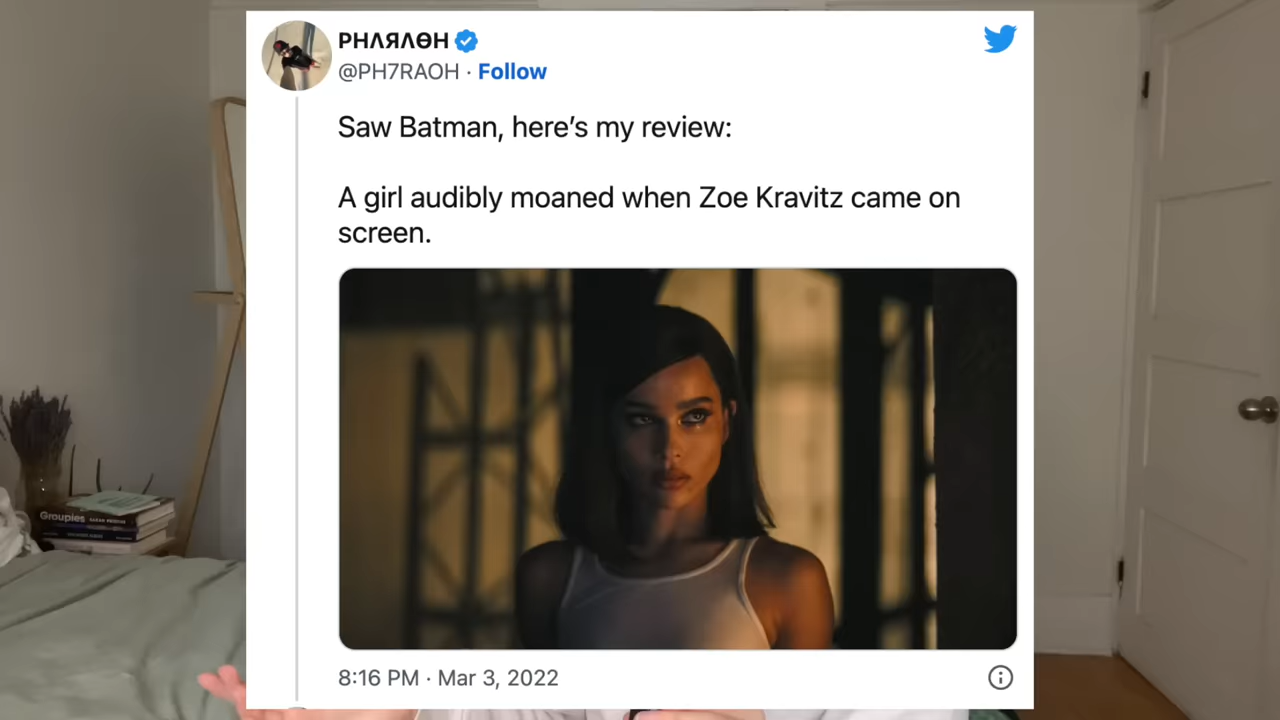 PHΛЯΛӨH
@PH7RAOH · Follow
Saw Batman, here’s my review:
A girl audibly moaned when Zoe Kravitz came on
screen.
8:16 PM · Mar 3, 2022
Groupies